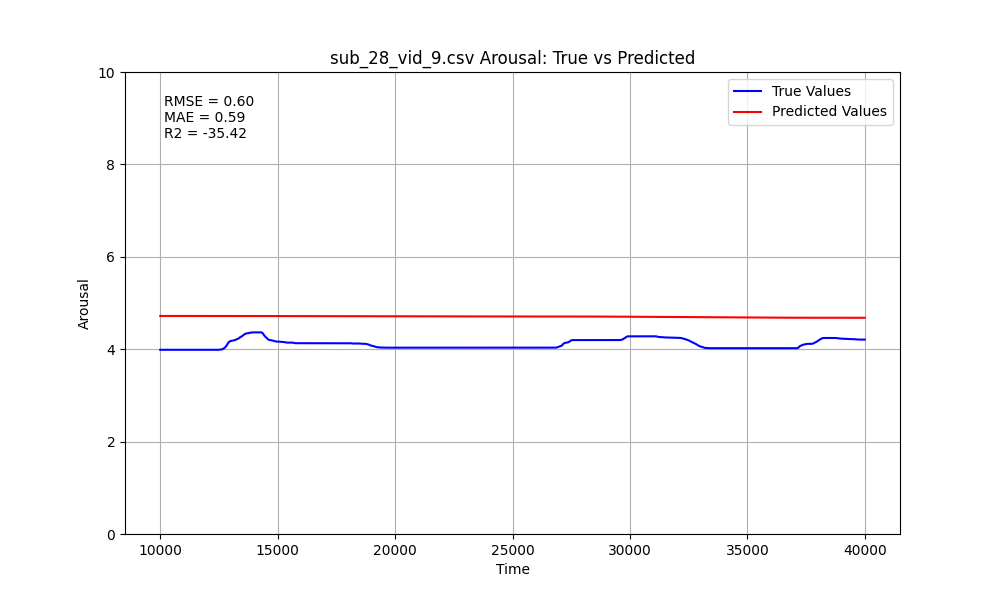 sub_28_vid_9.csv Arousal: True vs Predicted
RMSE = 0.60
MAE = 0.59
R2 = -35.42
True Values
Predicted Values
10
8
6
4
2
0
Arousal
10000 15000 20000 25000 30000 35000 40000
Time